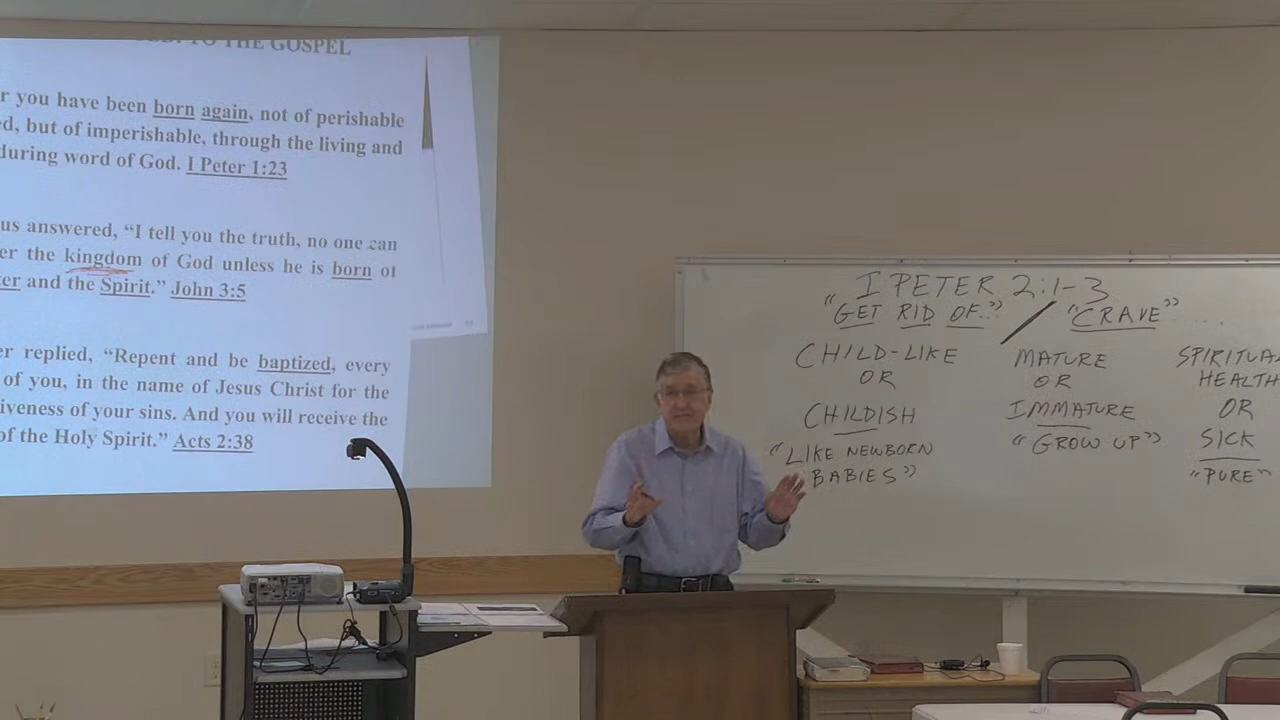 TO THE GOSPEL
r you have been born again, not of perishable
ed, but of imperishable, through the living and
during word of God. I Peter 1:23
us answered, “I tell you the truth, no one can
er the kingdom of God unless he is born of
ter and the Spirit.” John 3:5
er replied, “Repent and be baptized, every
of you, in the name of Jesus Christ for the
iveness of your sins. And you will receive the
of the Holy Spirit.” Acts 2:38
I PETER 2:1-3
"GET RID OF..." / "CRAVE" ....
CHILD-LIKE
OR
CHILDISH
"LIKE NEWBORN
BABIES"
MATURE
OR
IMMATURE
"GROW UP"
SPIRITUA
HEALTH
OR
SICK
"PURE"